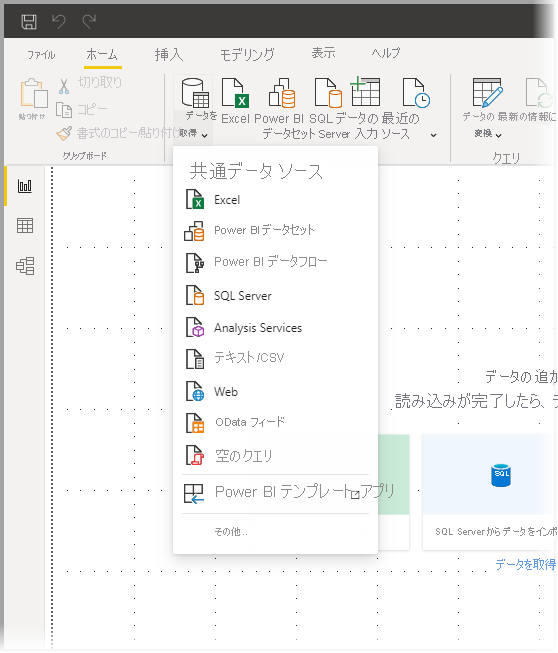 ファイル ホーム 挿入 モデリング 表示 ヘルプ
切り取り
コピー
貼り付け
書式のコピー/貼り付け
クリップボード
データを
取得
Excel Power BI SQL データの 最近の
データセット Server 入力 ソース
データの 最新の情報に
変換
クエリ
共通データ ソース
Excel
Power BI データセット
Power BI データフロー
SQL Server
Analysis Services
テキスト/CSV
Web
OData フィード
空のクエリ
Power BI テンプレート アプリ
その他..
データの追加
読み込みが完了したら、
SQL
SQL Serverからデータをインポ
データを取得